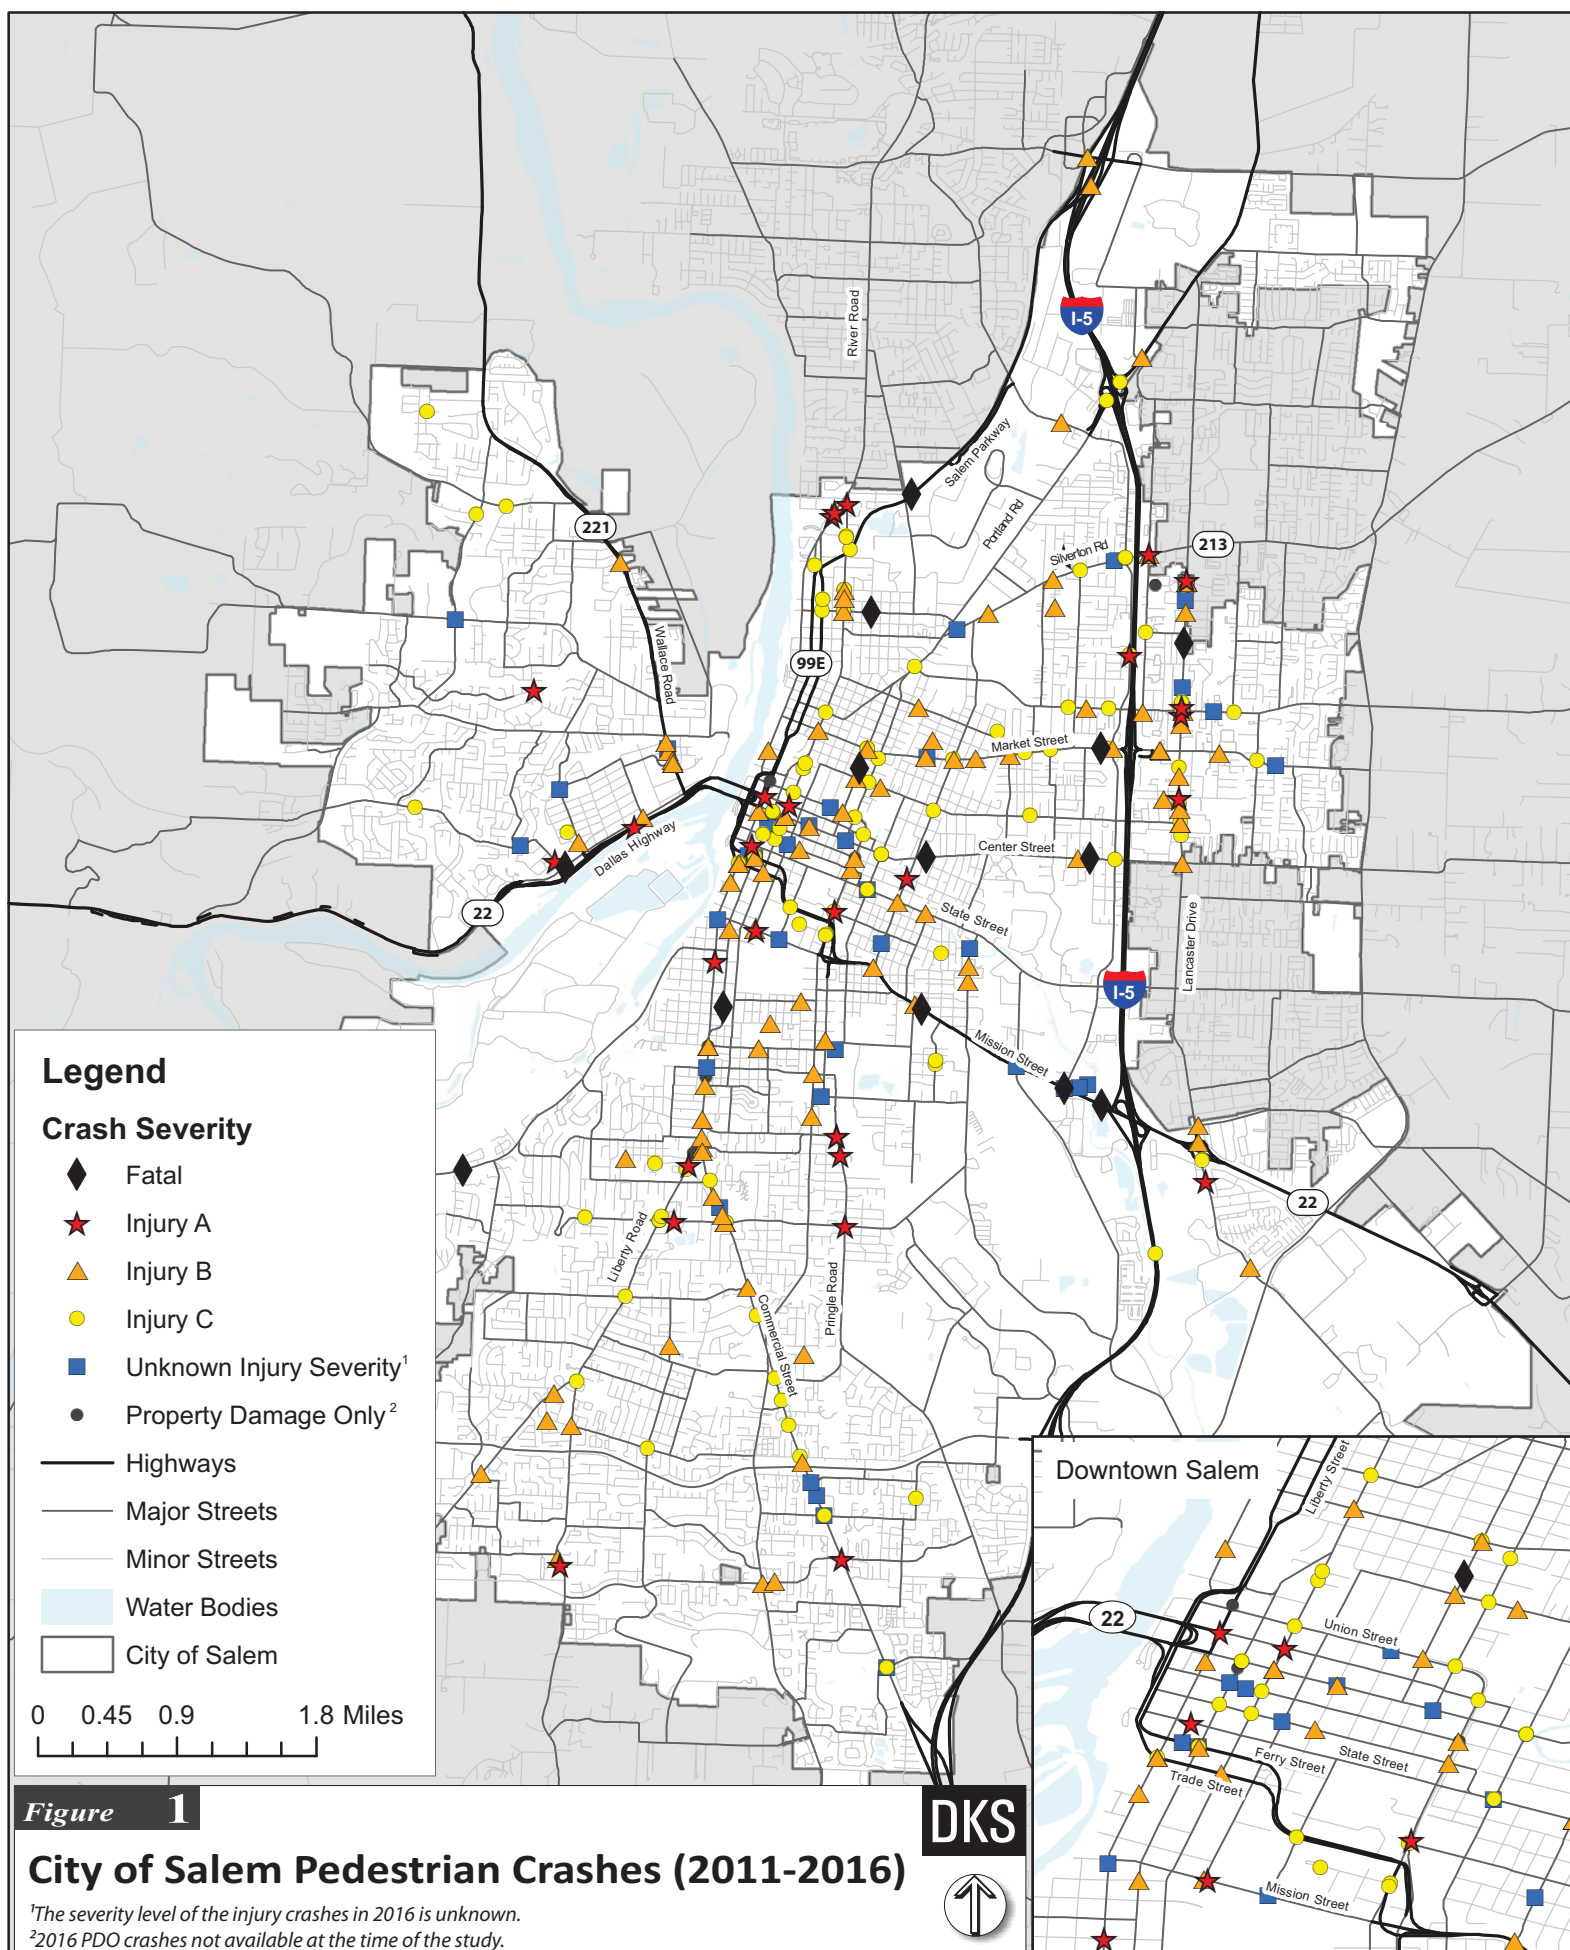 I-5
River Road
Salem Parkway
Portland Rd
221
Silverton Rd
213
Wallace Road
99E
Market Street
Dallas Highway
Center Street
22
State Street
Lancaster Drive
I-5
Mission Street
22
Liberty Road
Pringle Road
Commercial Street
Legend
Crash Severity
Fatal
Injury A
Injury B
Injury C
Unknown Injury Severity¹
Property Damage Only ²
Highways
Major Streets
Minor Streets
Water Bodies
City of Salem
0 0.45 0.9 1.8 Miles
Downtown Salem
Liberty Street
22
Union Street
State Street
Ferry Street
Trade Street
Mission Street
Figure 1
DKS
City of Salem Pedestrian Crashes (2011-2016)
¹The severity level of the injury crashes in 2016 is unknown.
²2016 PDO crashes not available at the time of the study.